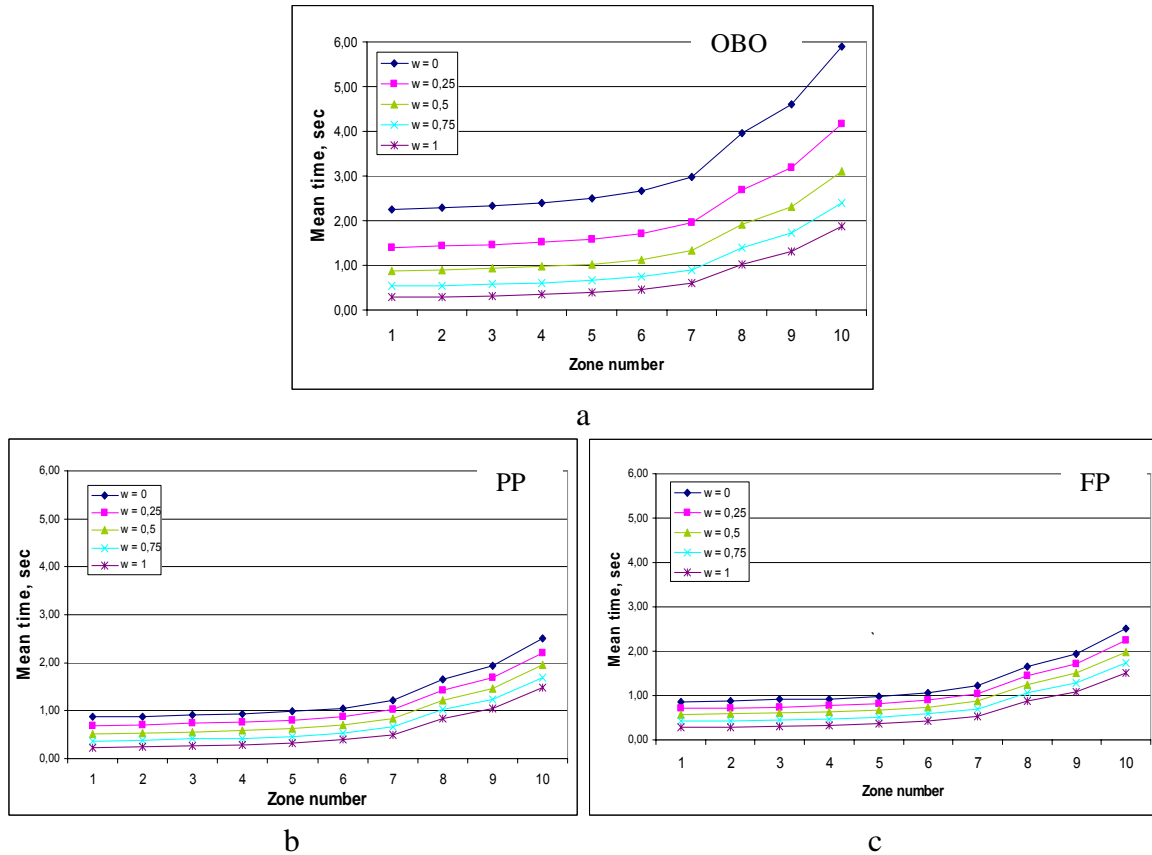 OBO
6,00
5,00
4,00
3,00
2,00
1,00
0,00
Mean time, sec
w = 0
w = 0,25
w = 0,5
w = 0,75
w = 1
1 2 3 4 5 6 7 8 9 10
Zone number
a
PP
6,00
5,00
4,00
3,00
2,00
1,00
0,00
Mean time, sec
w = 0
w = 0,25
w = 0,5
w = 0,75
w = 1
1 2 3 4 5 6 7 8 9 10
Zone number
b
FP
6,00
5,00
4,00
3,00
2,00
1,00
0,00
Mean time, sec
w = 0
w = 0,25
w = 0,5
w = 0,75
w = 1
1 2 3 4 5 6 7 8 9 10
Zone number
c